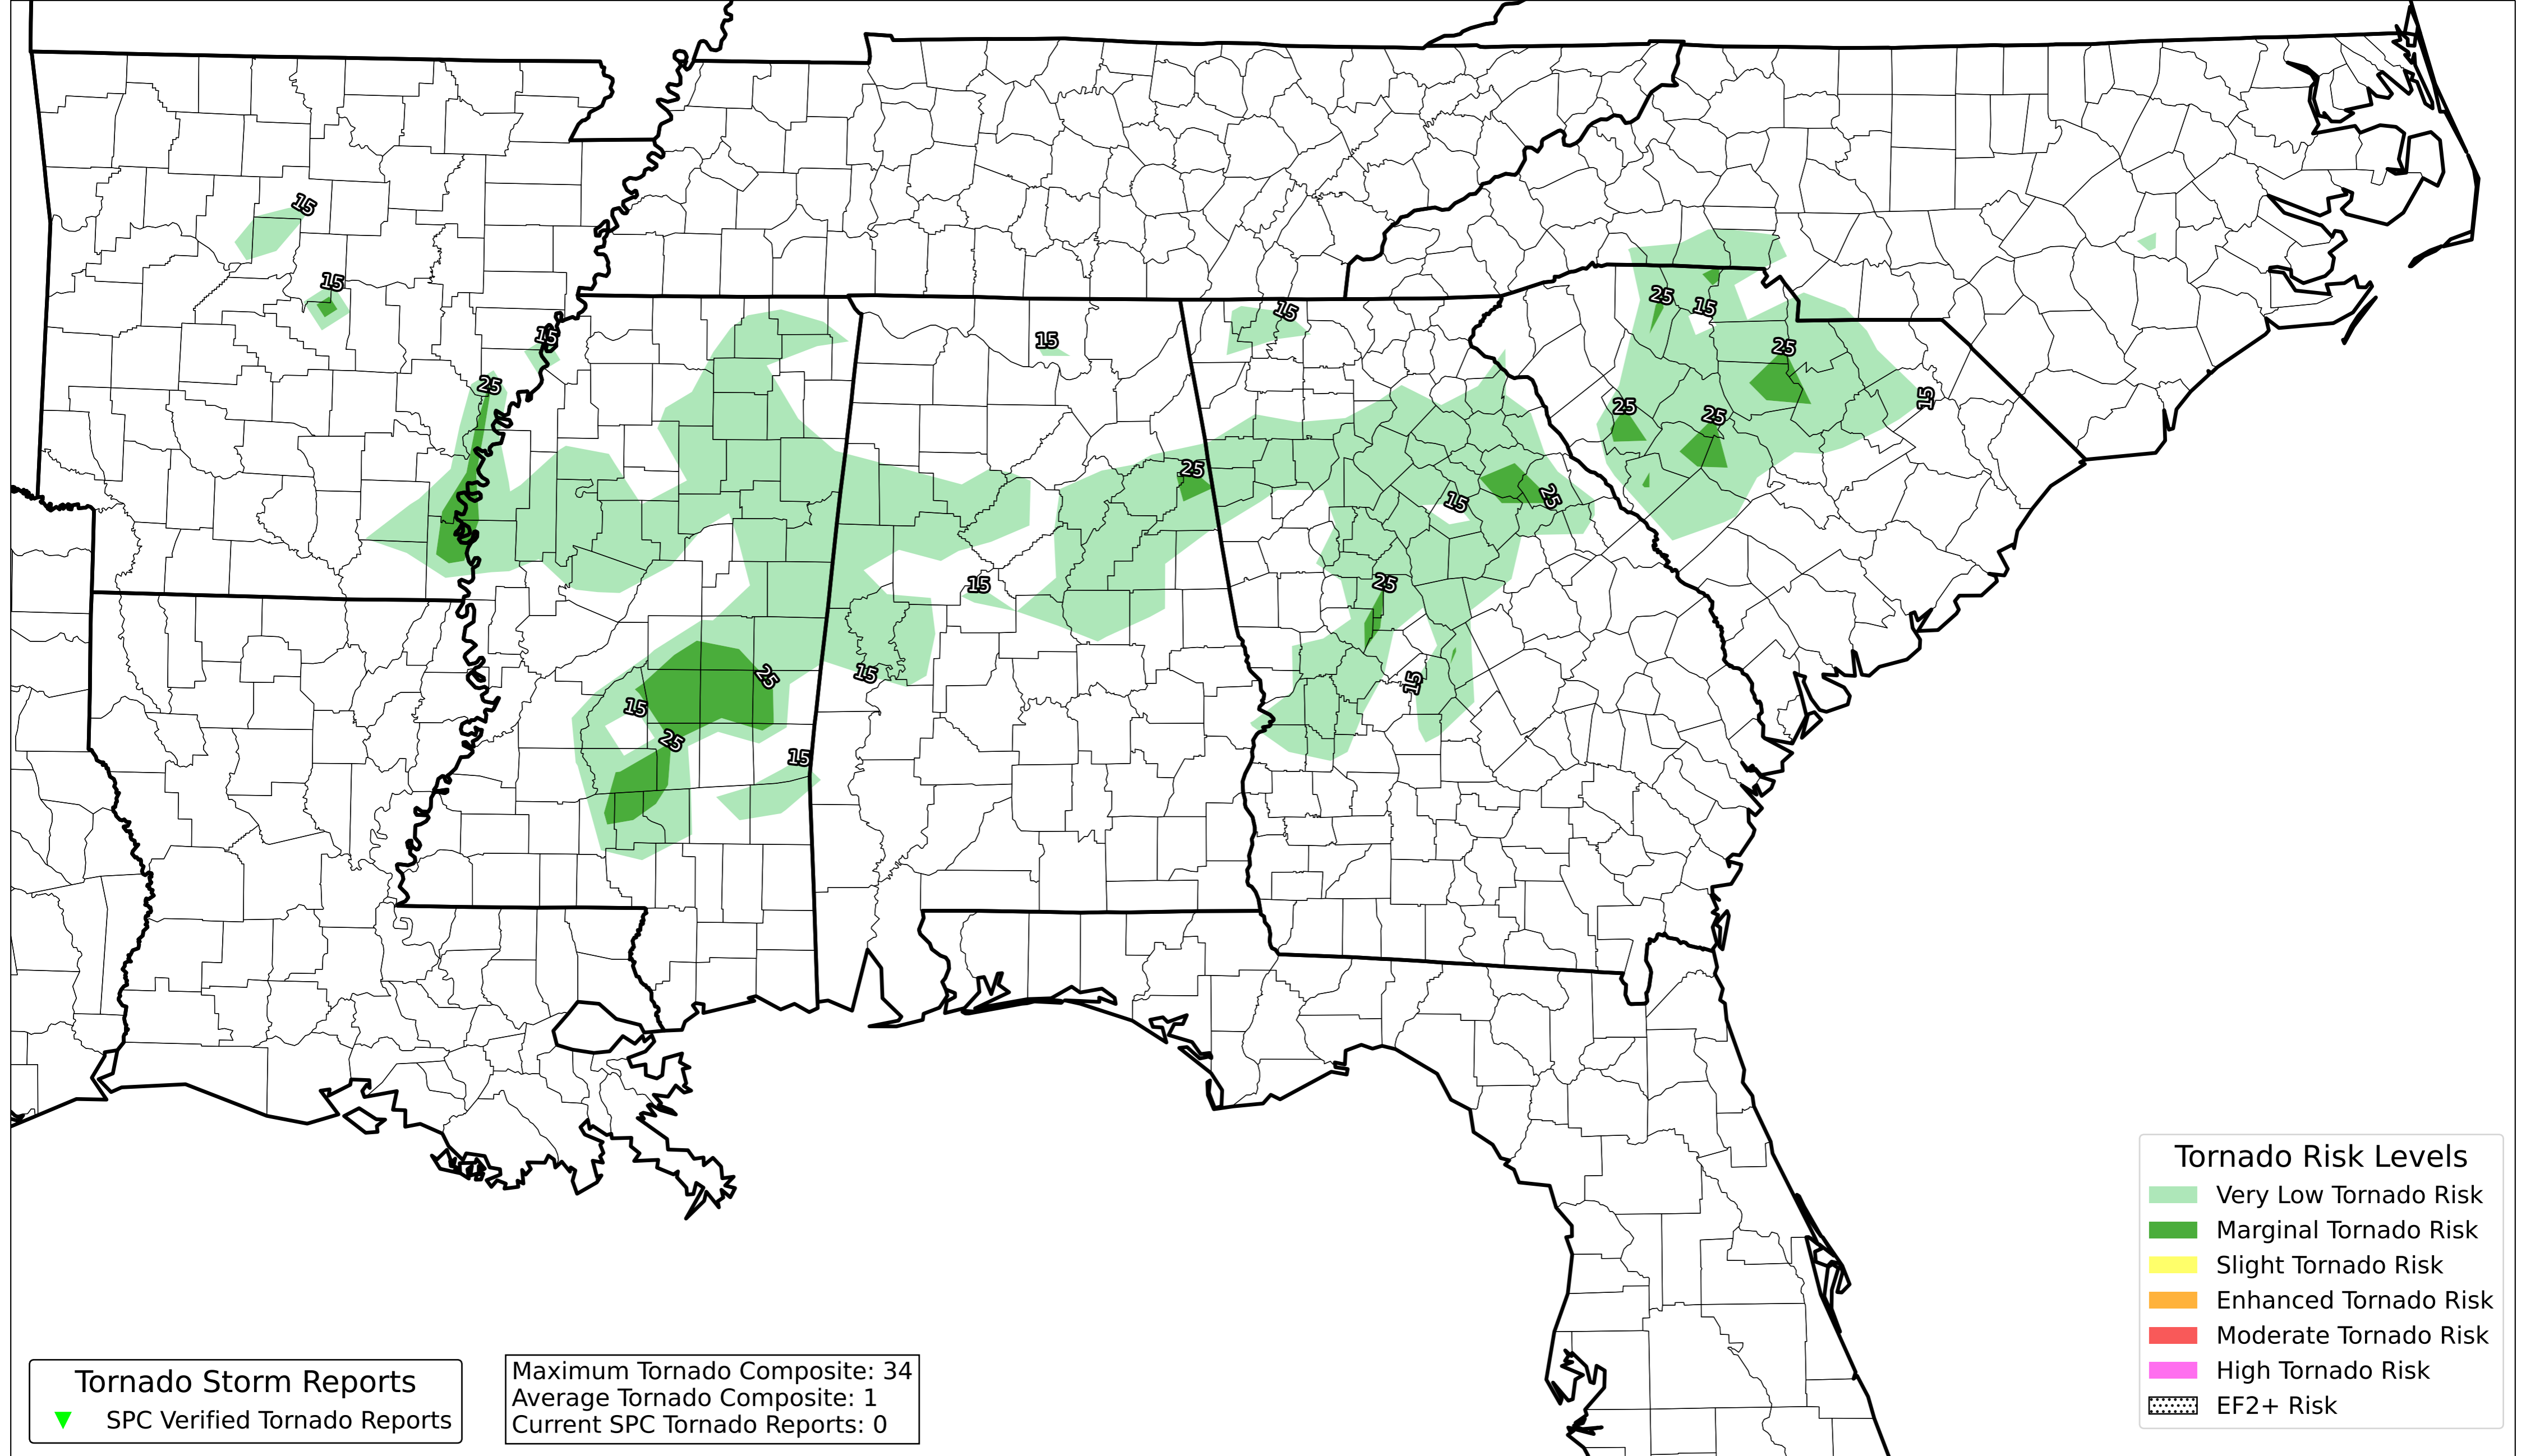 15
15
15
25
15
15
25
15
25
15
25
15
25
25
25
15
25
15
25
15
15
25
15
25
15
15
Tornado Risk Levels
Very Low Tornado Risk
Marginal Tornado Risk
Slight Tornado Risk
Enhanced Tornado Risk
Moderate Tornado Risk
High Tornado Risk
EF2+ Risk
Tornado Storm Reports
SPC Verified Tornado Reports
Maximum Tornado Composite: 34
Average Tornado Composite: 1
Current SPC Tornado Reports: 0